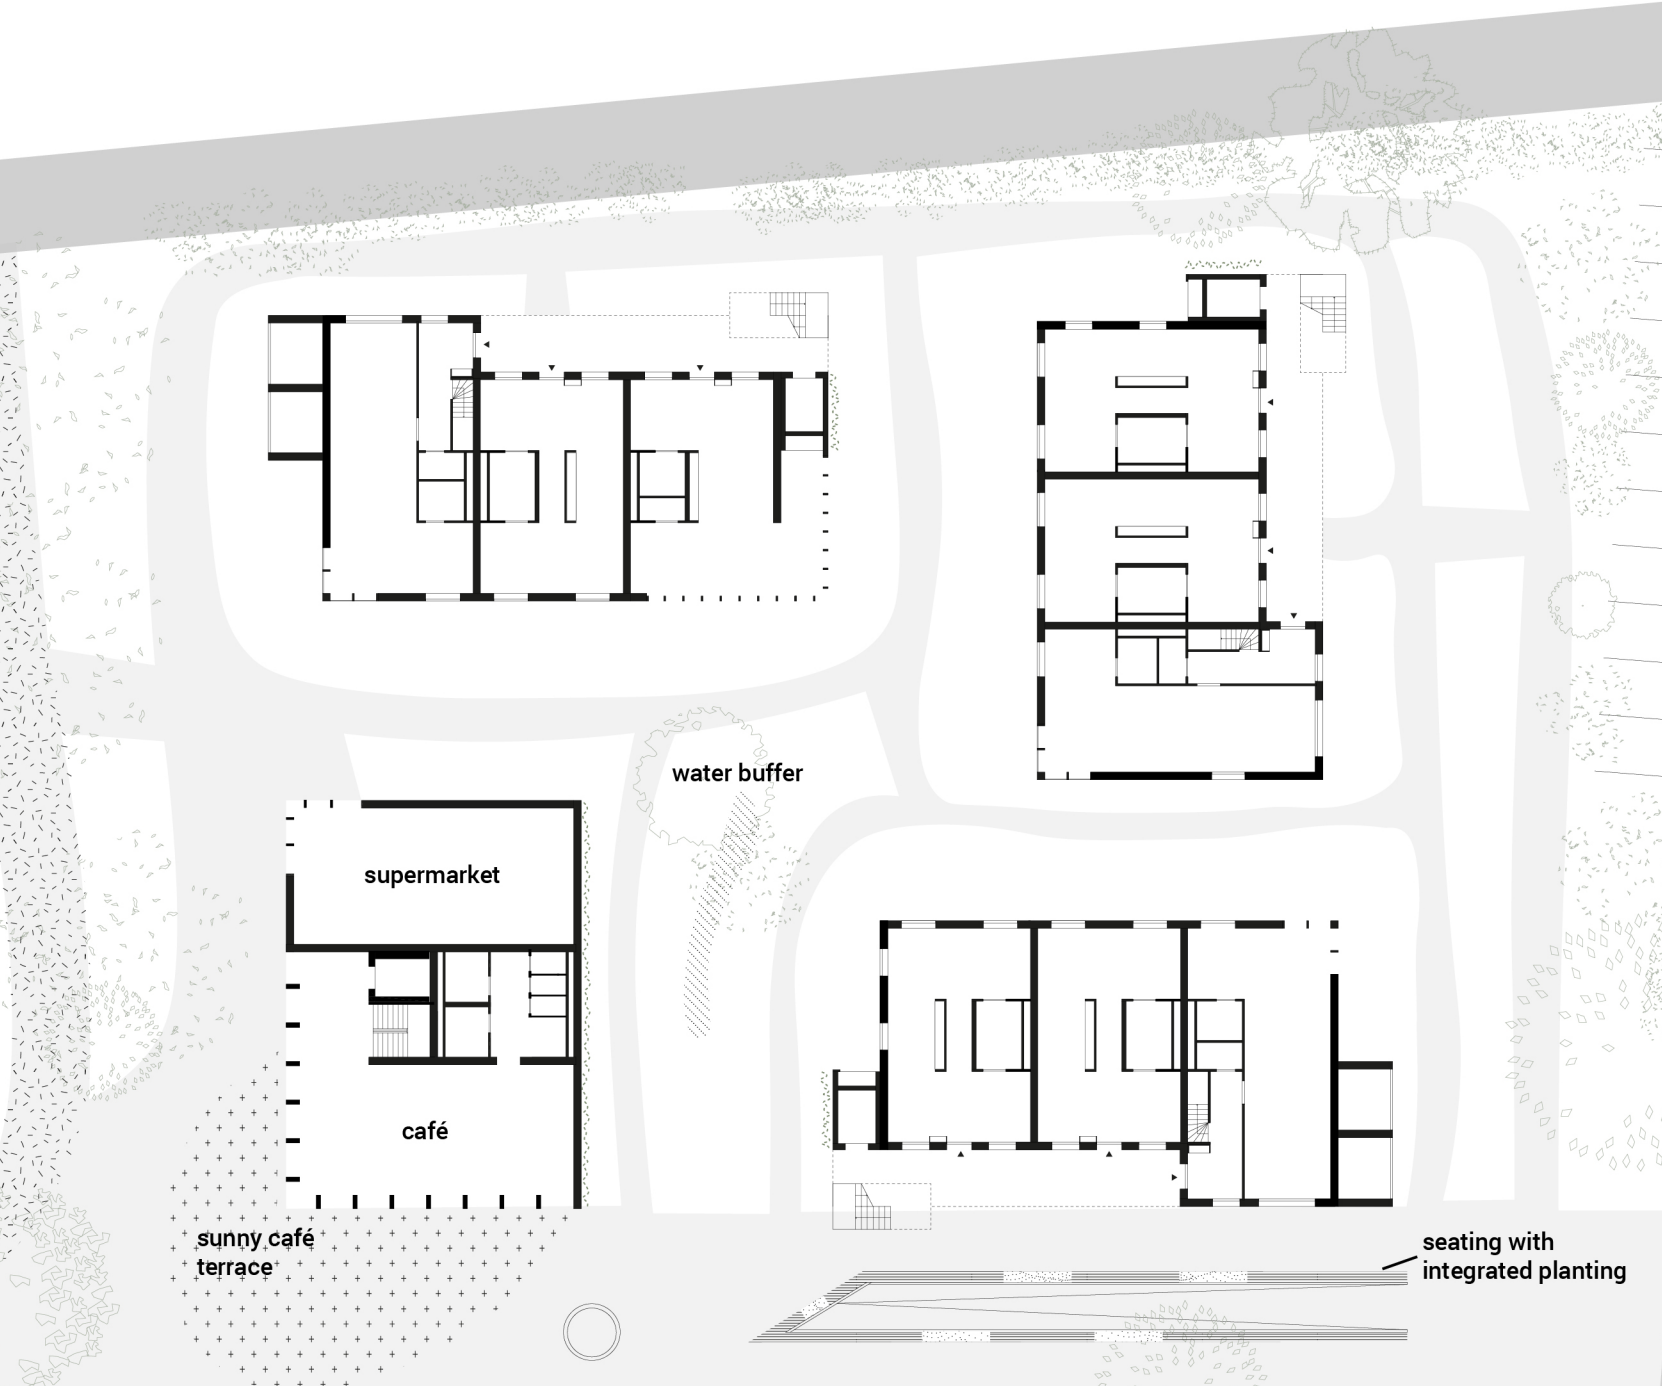 water buffer
supermarket
café
sunny café
terrace
seating with
integrated planting